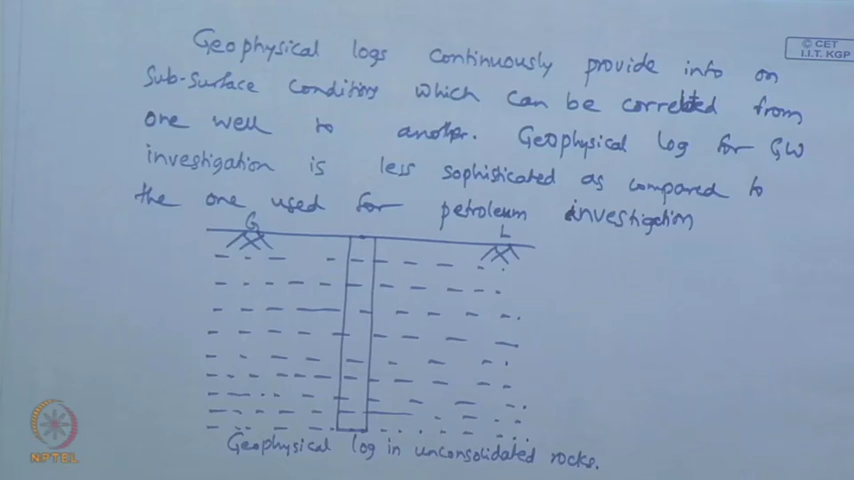 © CET
I.I.T. KGP
Geophysical logs continuously provide info on
Sub-surface condition which can be correlated from
one well to another. Geophysical log for GW
investigation is less sophisticated as compared to
the one used for petroleum investigation
G L
Geophysical log in unconsolidated rocks.
NPTEL